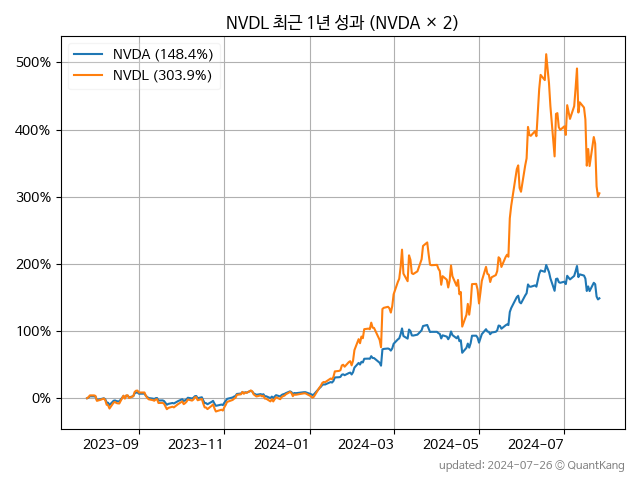 NVDL 최근 1년 성과 (NVDA × 2)
NVDA (148.4%)
NVDL (303.9%)
500%
400%
300%
200%
100%
0%
2023-09 2023-11 2024-01 2024-03 2024-05 2024-07
updated: 2024-07-26 © QuantKang